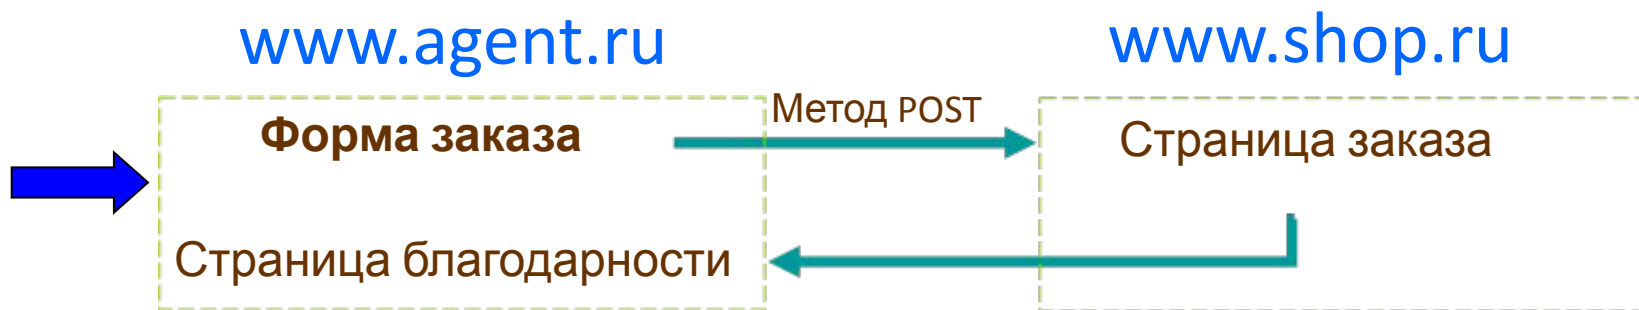 www.agent.ru
www.shop.ru
Метод POST
Форма заказа
Страница заказа
Страница благодарности